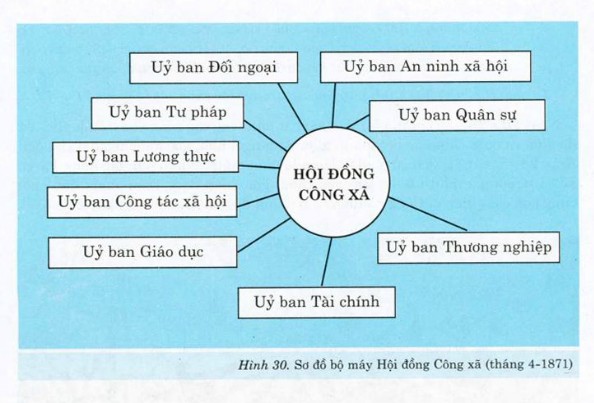 Uỷ ban Đối ngoại
Uỷ ban An ninh xã hội
Uỷ ban Tư pháp
Uỷ ban Quân sự
Uỷ ban Lương thực
HỘI ĐỒNG
CÔNG XÃ
Uỷ ban Công tác xã hội
Uỷ ban Giáo dục
Uỷ ban Thương nghiệp
Uỷ ban Tài chính
Hình 30. Sơ đồ bộ máy Hội đồng Công xã (tháng 4-1871)